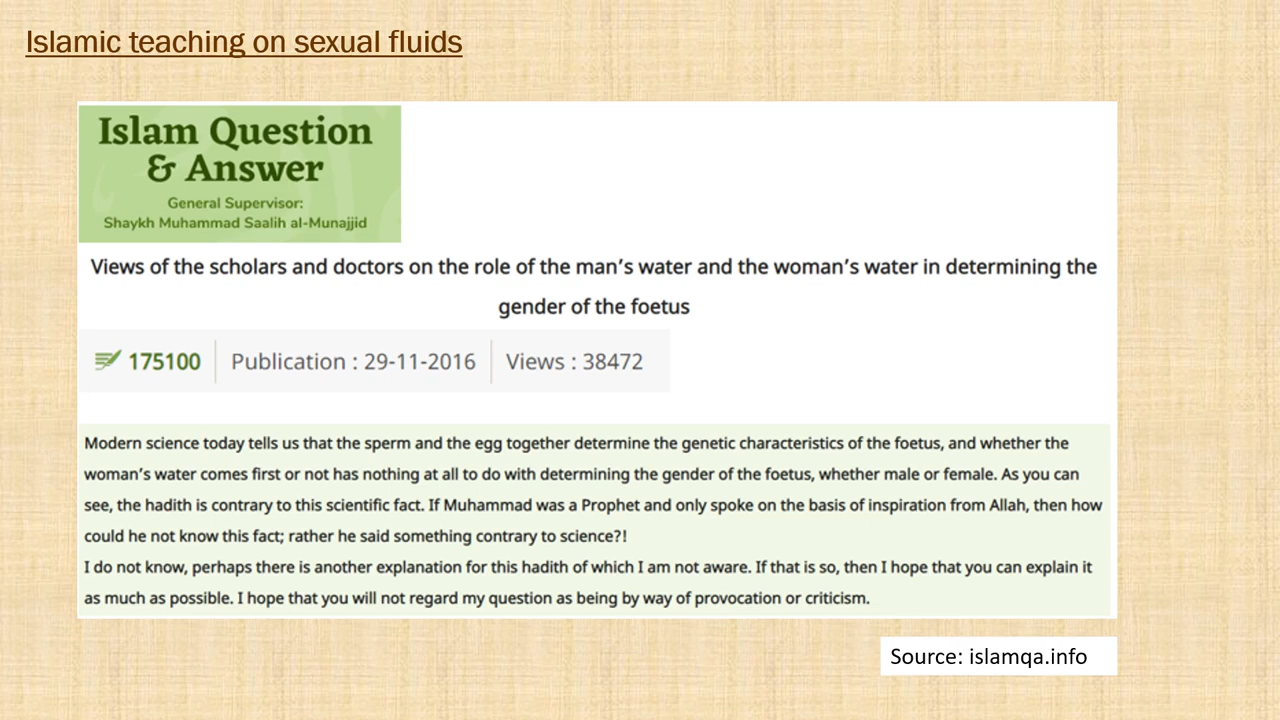 Islamic teaching on sexual fluids
Islam Question
& Answer
General Supervisor:
Shaykh Muhammad Saalih al-Munajjid
Views of the scholars and doctors on the role of the man’s water and the woman’s water in determining the
gender of the foetus
175100 Publication : 29-11-2016 Views : 38472
Modern science today tells us that the sperm and the egg together determine the genetic characteristics of the foetus, and whether the
woman’s water comes first or not has nothing at all to do with determining the gender of the foetus, whether male or female. As you can
see, the hadith is contrary to this scientific fact. If Muhammad was a Prophet and only spoke on the basis of inspiration from Allah, then how
could he not know this fact; rather he said something contrary to science?!
I do not know, perhaps there is another explanation for this hadith of which I am not aware. If that is so, then I hope that you can explain it
as much as possible. I hope that you will not regard my question as being by way of provocation or criticism.
Source: islamqa.info